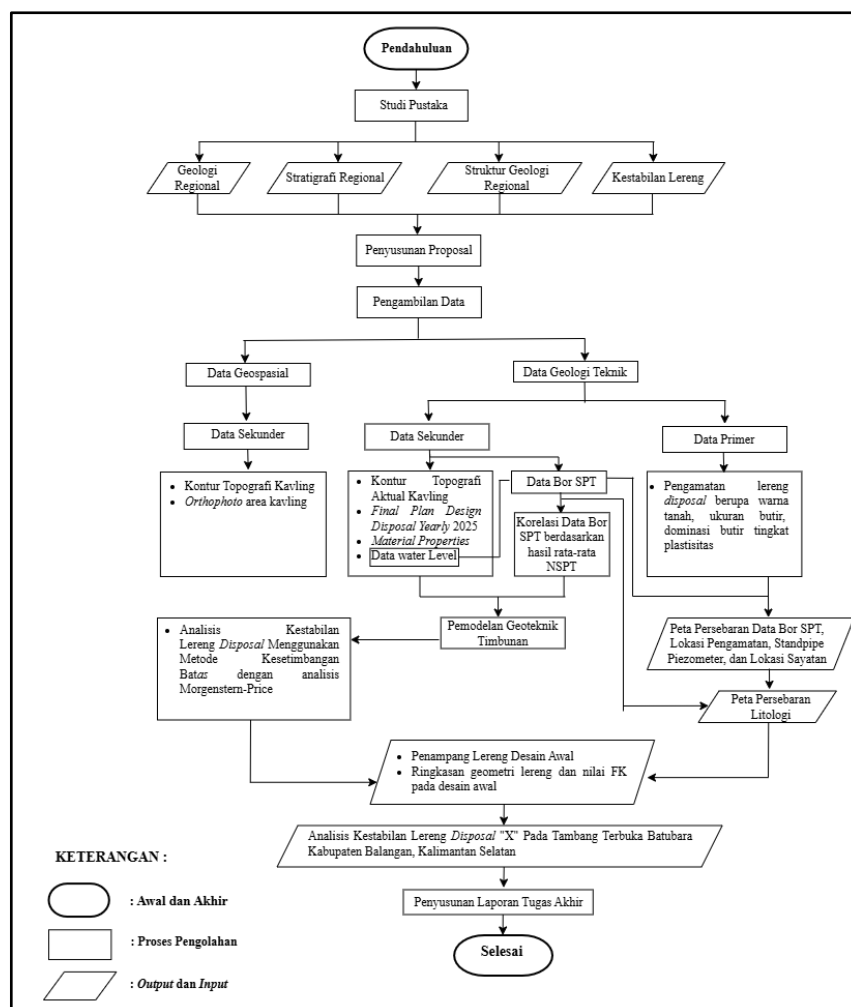 Pendahuluan
Studi Pustaka
Geologi
Regional
Stratigrafi Regional
Struktur Geologi
Regional
Kestabilan Lereng
Penyusunan Proposal
Pengambilan Data
Data Geospasial
Data Geologi Teknik
Data Sekunder
Data Sekunder
Data Primer
• Kontur Topografi Kavling
• Orthophoto area kavling
• Kontur Topografi
Aktual Kavling
• Final Plan Design
Disposal Yearly 2025
• Material Properties
• Data water Level
Data Bor SPT
Korelasi Data Bor
SPT berdasarkan
hasil rata-rata
NSPT
• Pengamatan lereng
disposal berupa warna
tanah, ukuran butir,
dominasi butir tingkat
plastisitas
• Analisis Kestabilan
Lereng Disposal Menggunakan
Metode Kesetimbangan
Batas dengan analisis
Morgenstern-Price
Pemodelan Geoteknik
Timbunan
Peta Persebaran Data Bor SPT,
Lokasi Pengamatan, Standpipe
Piezometer, dan Lokasi Sayatan
Peta Persebaran
Litologi
• Penampang Lereng Desain Awal
• Ringkasan geometri lereng dan nilai FK
pada desain awal
Analisis Kestabilan Lereng Disposal "X" Pada Tambang Terbuka Batubara
Kabupaten Balangan, Kalimantan Selatan
Penyusunan Laporan Tugas Akhir
Selesai
KETERANGAN :
: Awal dan Akhir
: Proses Pengolahan
: Output dan Input